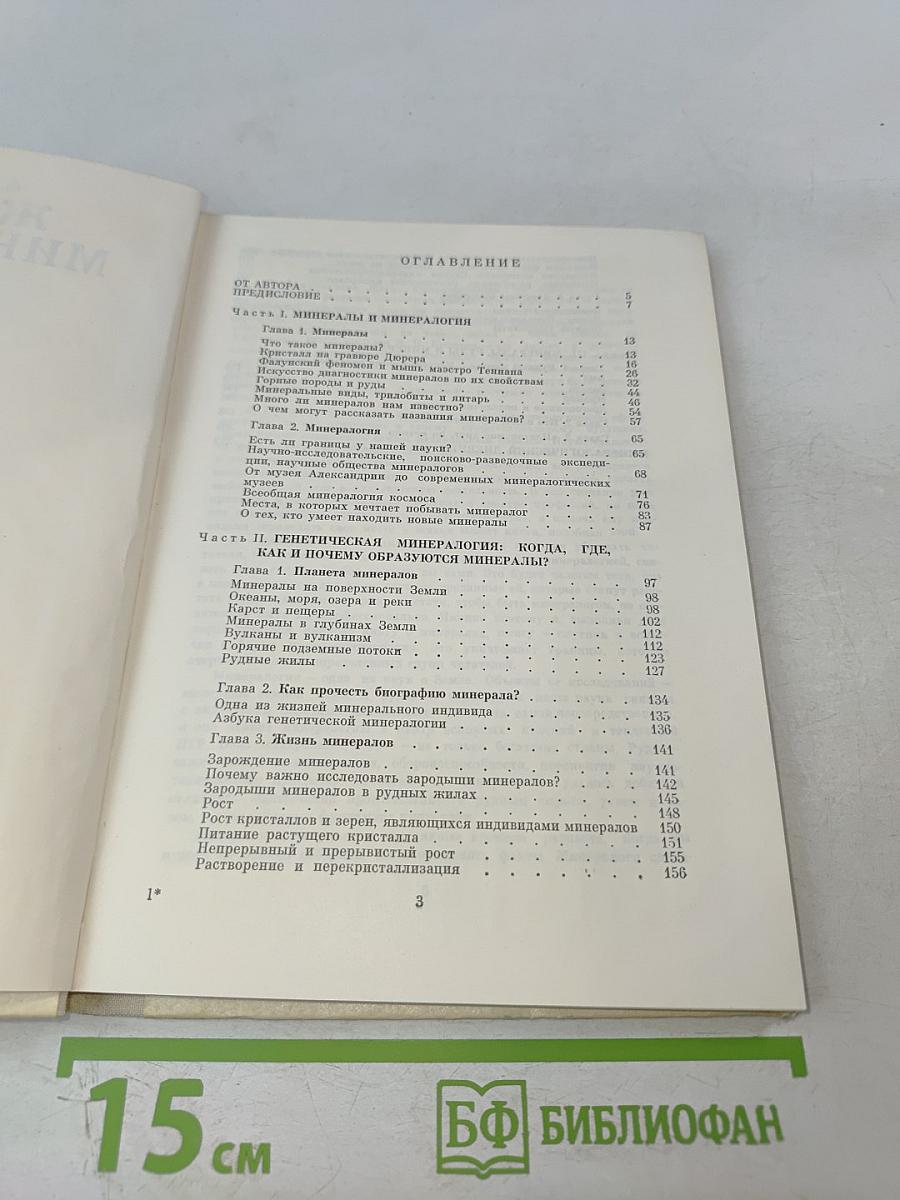 ОГЛАВЛЕНИЕ
ОТ АВТОРА . . . . . . . . . . . . . . . . 5
ПРЕДИСЛОВИЕ . . . . . . . . . . . . . . . 7
Часть I. МИНЕРАЛЫ И МИНЕРАЛОГИЯ
Глава 1. Минералы . . . . . . . . . . . . 13
Что такое минералы? . . . . . . . . . . . 13
Кристалл на гравюре Дюрера . . . . . . . . 16
Фалунский феномен и мышь маэстро Теннана . . . 26
Искусство диагностики минералов по их свойствам . . . 32
Горные породы и руды . . . . . . . . . . 44
Минеральные виды, трилобиты и янтарь . . . . . 46
Много ли минералов нам известно? . . . . . . 54
О чем могут рассказать названия минералов? . . . . 57
Глава 2. Минералогия . . . . . . . . . . . 65
Есть ли границы у нашей науки? . . . . . . . 65
Научно-исследовательские, поисково-разведочные экспеди-
ции, научные общества минералогов . . . . . . 68
От музея Александрии до современных минералогических
музеев . . . . . . . . . . . . . . 71
Всеобщая минералогия космоса . . . . . . . 76
Места, в которых мечтает побывать минералог . . . . 83
О тех, кто умеет находить новые минералы . . . . 87
Часть II. ГЕНЕТИЧЕСКАЯ МИНЕРАЛОГИЯ: КОГДА, ГДЕ,
КАК И ПОЧЕМУ ОБРАЗУЮТСЯ МИНЕРАЛЫ?
Глава 1. Планета минералов . . . . . . . . . 97
Минералы на поверхности Земли . . . . . . . 98
Океаны, моря, озера и реки . . . . . . . . 98
Карст и пещеры . . . . . . . . . . . . 102
Минералы в глубинах Земли . . . . . . . . 112
Вулканы и вулканизм . . . . . . . . . . 112
Горячие подземные потоки . . . . . . . . . 123
Рудные жилы . . . . . . . . . . . . 127
Глава 2. Как прочесть биографию минерала? . . . . . 134
Одна из жизней минерального индивида . . . . . 135
Азбука генетической минералогии . . . . . . . 136
Глава 3. Жизнь минералов . . . . . . . . . 141
Зарождение минералов . . . . . . . . . . 141
Почему важно исследовать зародыши минералов? . . . 142
Зародыши минералов в рудных жилах . . . . . . 145
Рост . . . . . . . . . . . . . . 148
Рост кристаллов и зерен, являющихся индивидами минералов 150
Питание растущего кристалла . . . . . . . . 151
Непрерывный и прерывистый рост . . . . . . . 155
Растворение и перекристаллизация . . . . . . . 156
1*
3
15 см
БФ БИБЛИОФАН